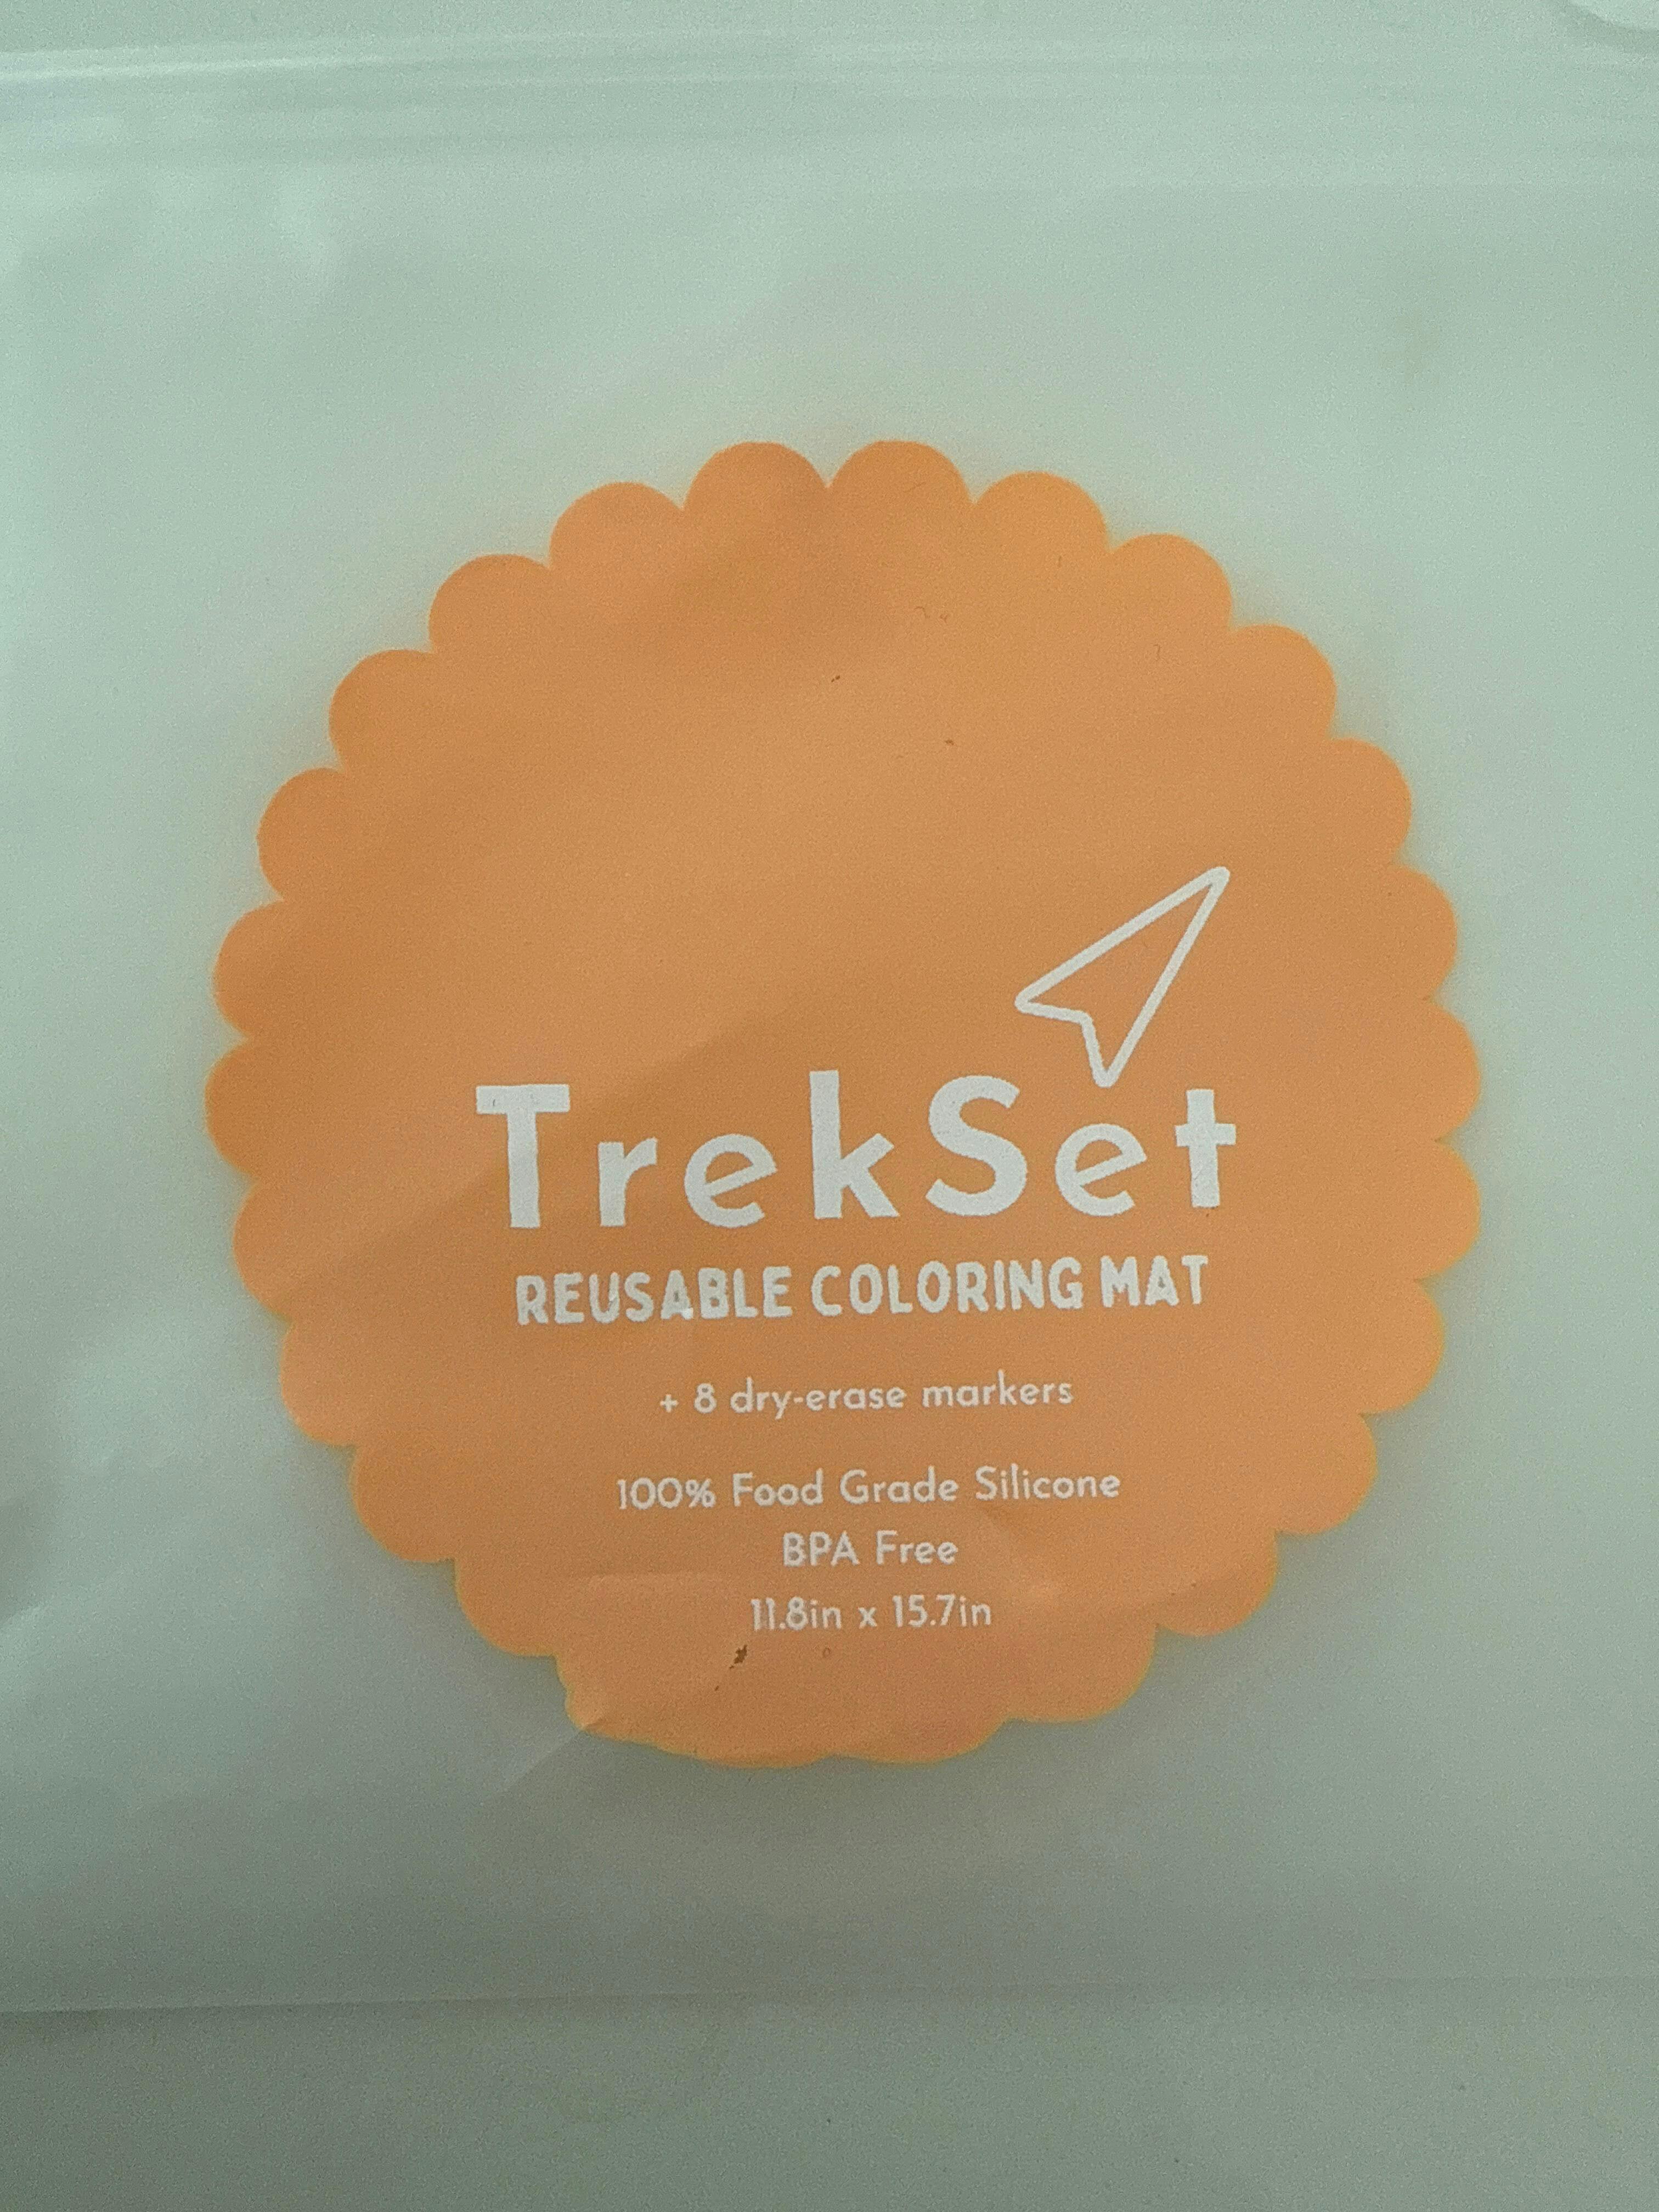 TrekSet
REUSABLE COLORING MAT
+ 8 dry-erase markers
100% Food Grade Silicone
BPA Free
11.8in x 15.7in